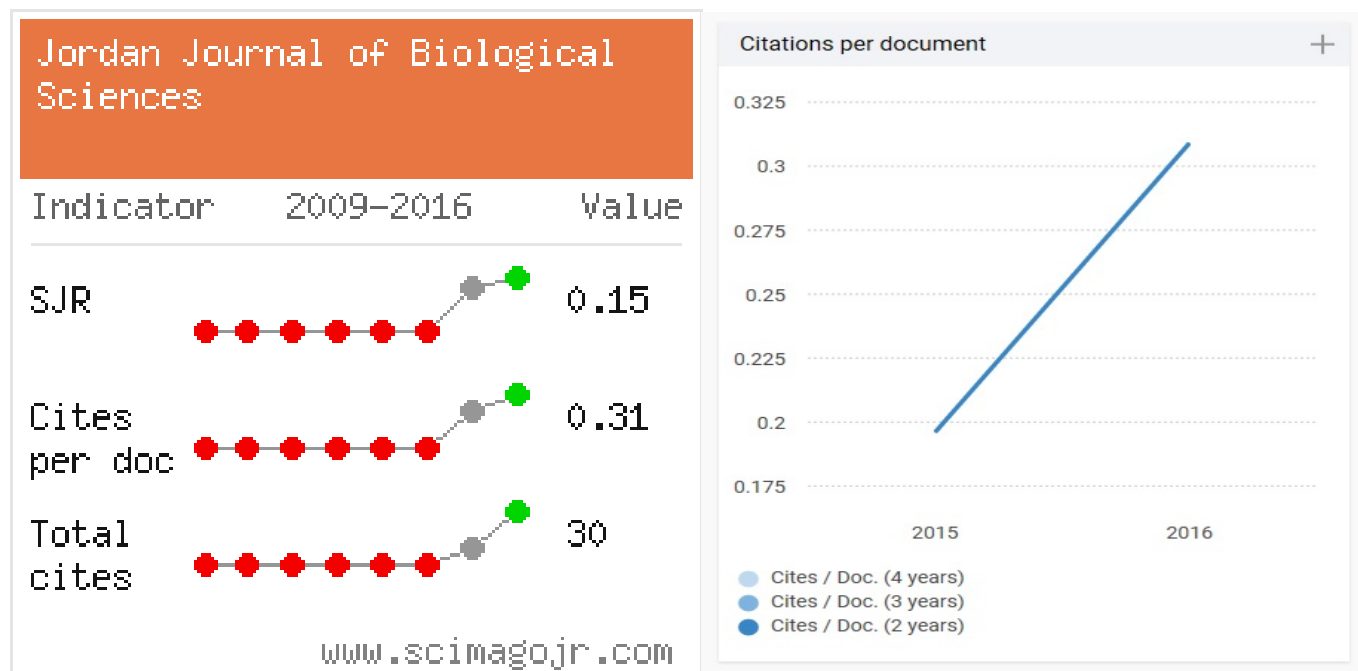 Jordan Journal of Biological
Sciences
Indicator 2009-2016 Value
SJR 0.15
Cites
per doc 0.31
Total
cites 30
www.scimagojr.com
Citations per document +
0.325
0.3
0.275
0.25
0.225
0.2
0.175
2015 2016
Cites / Doc. (4 years)
Cites / Doc. (3 years)
Cites / Doc. (2 years)